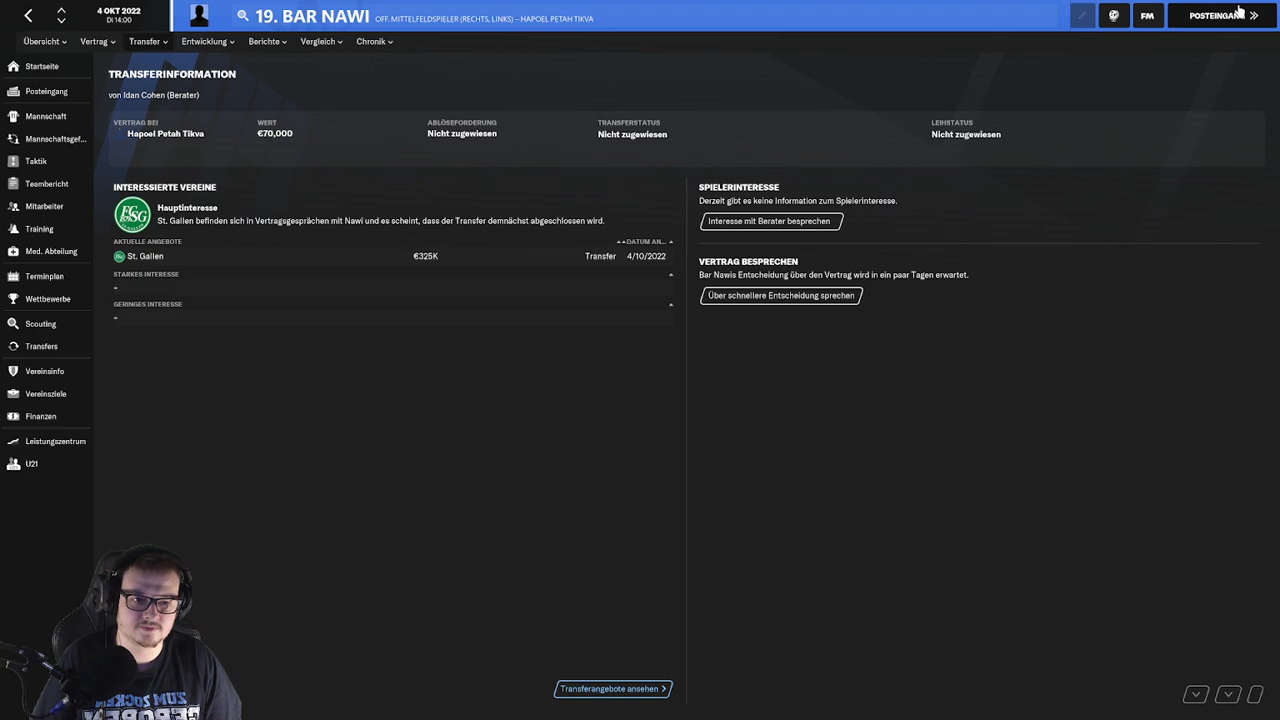 4 OKT 2022
DI 14:00
19. BAR NAWI
OFF. MITTELFELDSPIELER (RECHTS, LINKS) – HAPOEL PETAH TIKVA
FM
POSTEINGANG
Übersicht
Vertrag
Transfer
Entwicklung
Berichte
Vergleich
Chronik
Startseite
Posteingang
Mannschaft
Mannschaftsgef...
Taktik
Teambericht
Mitarbeiter
Training
Med. Abteilung
Terminplan
Wettbewerbe
Scouting
Transfers
Vereinsinfo
Vereinsziele
Finanzen
Leistungszentrum
U21
TRANSFERINFORMATION
von Idan Cohen (Berater)
VERTRAG BEI
Hapoel Petah Tikva
WERT
€70,000
ABLÖSEFORDERUNG
Nicht zugewiesen
TRANSFERSTATUS
Nicht zugewiesen
LEIHSTATUS
Nicht zugewiesen
INTERESSIERTE VEREINE
Hauptinteresse
St. Gallen befinden sich in Vertragsgesprächen mit Nawi und es scheint, dass der Transfer demnächst abgeschlossen wird.
AKTUELLE ANGEBOTE
DATUM AN...
St. Gallen €325K Transfer 4/10/2022
STARKES INTERESSE
-
GERINGES INTERESSE
-
Transferangebote ansehen
SPIELERINTERESSE
Derzeit gibt es keine Information zum Spielerinteresse.
Interesse mit Berater besprechen
VERTRAG BESPRECHEN
Bar Nawis Entscheidung über den Vertrag wird in ein paar Tagen erwartet.
Über schnellere Entscheidung sprechen
ZUM ZOCKEN
GEBOREN